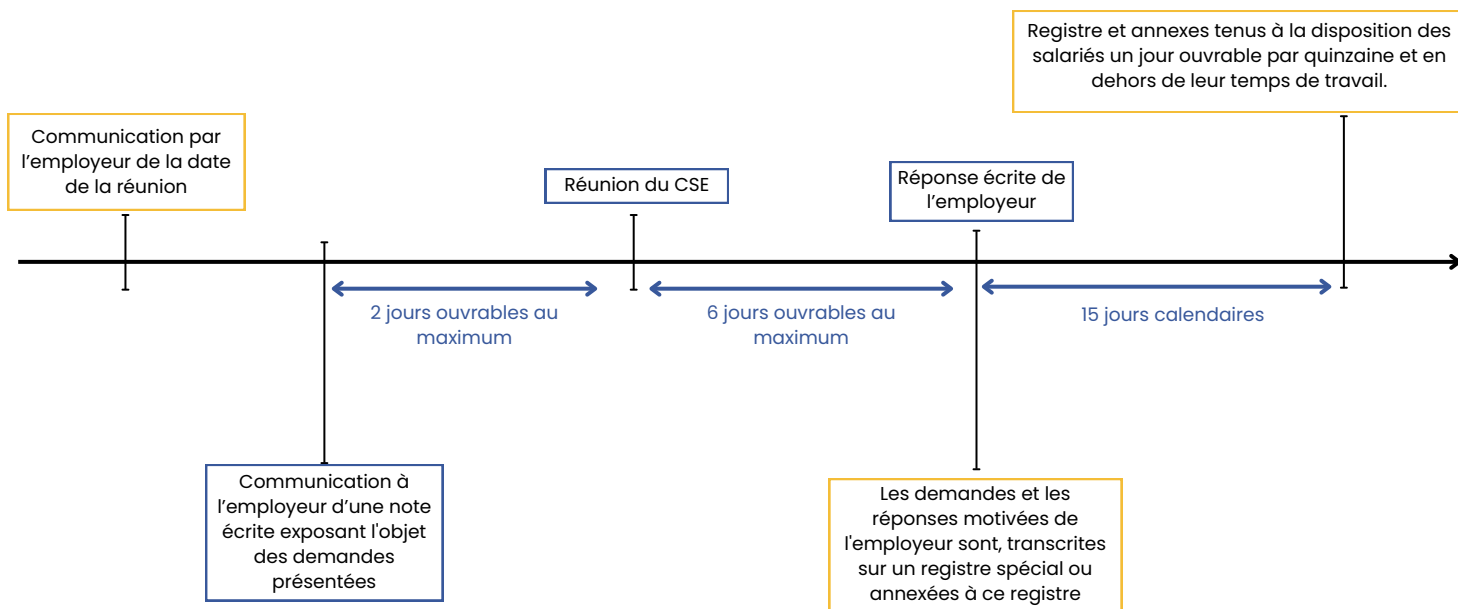 Registre et annexes tenus à la disposition des
salariés un jour ouvrable par quinzaine et en
dehors de leur temps de travail.
Communication par
l’employeur de la date
de la réunion
Réunion du CSE
Réponse écrite de
l’employeur
2 jours ouvrables au
maximum
6 jours ouvrables au
maximum
15 jours calendaires
Communication à
l’employeur d’une note
écrite exposant l'objet
des demandes
présentées
Les demandes et les
réponses motivées de
l'employeur sont, transcrites
sur un registre spécial ou
annexées à ce registre